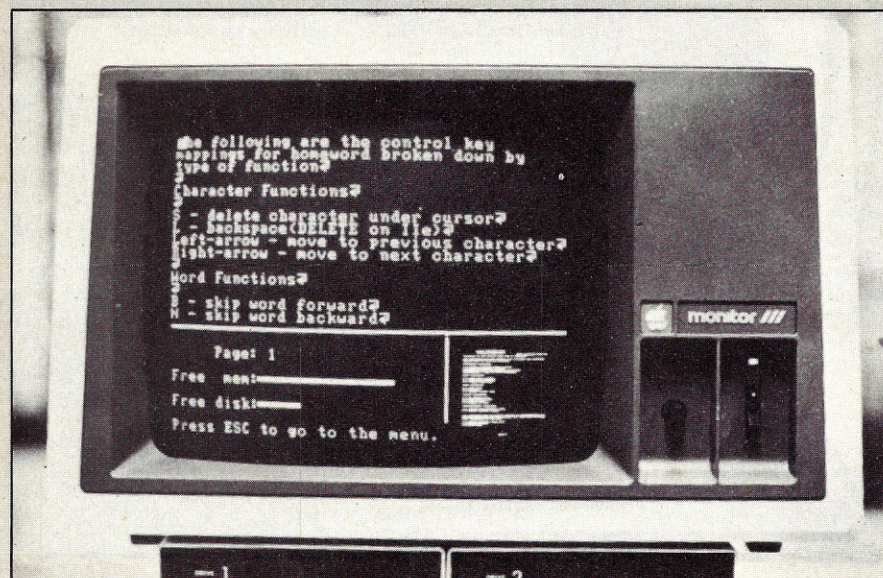 The following are the control key
mappings for homeword broken down by
type of function
Character Functions
S - delete character under cursor
- backspace(DELETE on IIe)
Left-arrow - move to previous character
Right-arrow - move to next character
Word Functions
B - skip word forward
N - skip word backward
monitor ///
Page: 1
Free mem:
Free disk:
Press ESC to go to the menu.
1
2